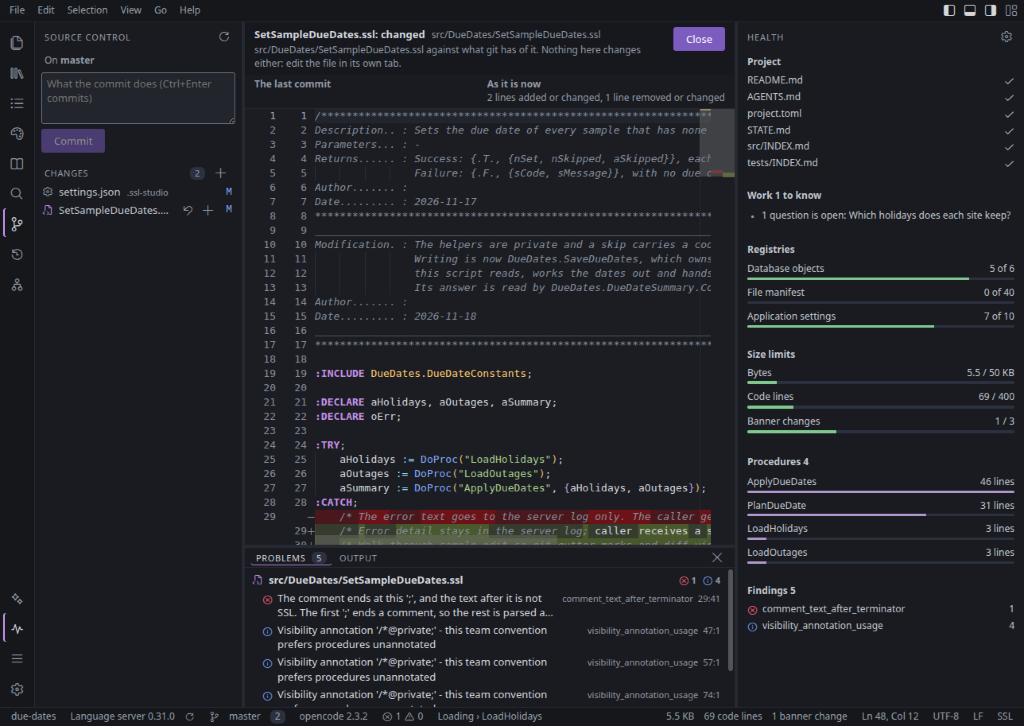 File Edit Selection View Go Help
SOURCE CONTROL
On master
What the commit does (Ctrl+Enter
commits)
Commit
CHANGES 2
settings.json .ssl-studio M
SetSampleDueDates.... M
SetSampleDueDates.ssl: changed src/DueDates/SetSampleDueDates.ssl
src/DueDates/SetSampleDueDates.ssl against what git has of it. Nothing here changes
either: edit the file in its own tab.
Close
The last commit
As it is now
2 lines added or changed, 1 line removed or changed
1 1 /************************************************************
2 2 Description.. : Sets the due date of every sample that has none
3 3 Parameters... : -
4 4 Returns...... : Success: {.T., {nSet, nSkipped, aSkipped}}, each
5 5 Failure: {.F., {sCode, sMessage}}, with no due d
6 6 Author....... :
7 7 Date......... : 2026-11-17
8 8 ************************************************************
9 9
10 10 Modification. : The helpers are private and a skip carries a cod
11 11 Writing is now DueDates.SaveDueDates, which owns
12 12 this script reads, works the dates out and hands
13 13 Its answer is read by DueDates.DueDateSummary.Co
14 14 Author....... :
15 15 Date......... : 2026-11-18
16 16
17 17 ************************************************************
18 18
19 19 :INCLUDE DueDates.DueDateConstants;
20 20
21 21 :DECLARE aHolidays, aOutages, aSummary;
22 22 :DECLARE oErr;
23 23
24 24 :TRY;
25 25 aHolidays := DoProc("LoadHolidays");
26 26 aOutages := DoProc("LoadOutages");
27 27 aSummary := DoProc("ApplyDueDates", {aHolidays, aOutages});
28 28 :CATCH;
29 − /* The error text goes to the server log only. The caller ge
29+ /* Error detail stays in the server log; caller receives a s
PROBLEMS 5 OUTPUT
src/DueDates/SetSampleDueDates.ssl 1 4
The comment ends at this ';', and the text after it is not comment_text_after_terminator 29:41
SSL. The first ';' ends a comment, so the rest is parsed a...
Visibility annotation '/*@private;' - this team convention visibility_annotation_usage 47:1
prefers procedures unannotated
Visibility annotation '/*@private;' - this team convention visibility_annotation_usage 57:1
prefers procedures unannotated
Visibility annotation '/*@private;' - this team convention visibility_annotation_usage 74:1
HEALTH
Project
README.md
AGENTS.md
project.toml
STATE.md
src/INDEX.md
tests/INDEX.md
Work 1 to know
• 1 question is open: Which holidays does each site keep?
Registries
Database objects 5 of 6
File manifest 0 of 40
Application settings 7 of 10
Size limits
Bytes 5.5 / 50 KB
Code lines 69 / 400
Banner changes 1 / 3
Procedures 4
ApplyDueDates 46 lines
PlanDueDate 31 lines
LoadHolidays 3 lines
LoadOutages 3 lines
Findings 5
comment_text_after_terminator 1
visibility_annotation_usage 4
due-dates Language server 0.31.0 master 2 opencode 2.3.2 1 0 Loading › LoadHolidays 5.5 KB 69 code lines 1 banner change Ln 48, Col 12 UTF-8 LF SSL